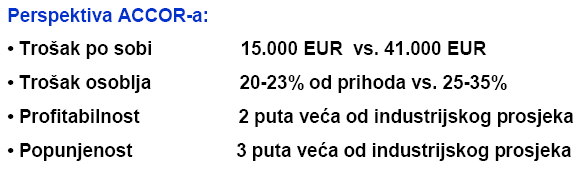 Perspektiva ACCOR-a:
• Trošak po sobi 15.000 EUR vs. 41.000 EUR
• Trošak osoblja 20-23% od prihoda vs. 25-35%
• Profitabilnost 2 puta veća od industrijskog prosjeka
• Popunjenost 3 puta veća od industrijskog prosjeka